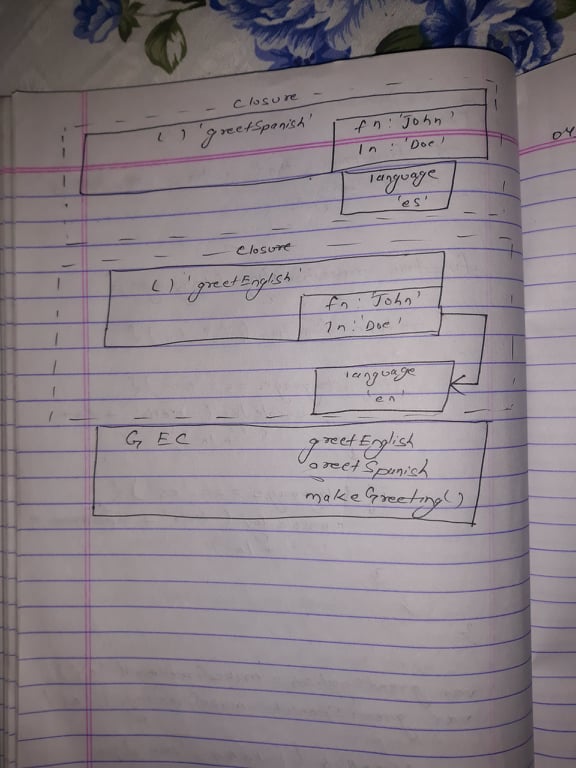 closure
( ) 'greetSpanish'
fn : 'John'
ln : 'Doe'
language
'es'
closure
( ) 'greetEnglish'
fn : 'John'
ln : 'Doe'
language
'en'
G EC
greetEnglish
greetSpanish
makeGreeting( )
04